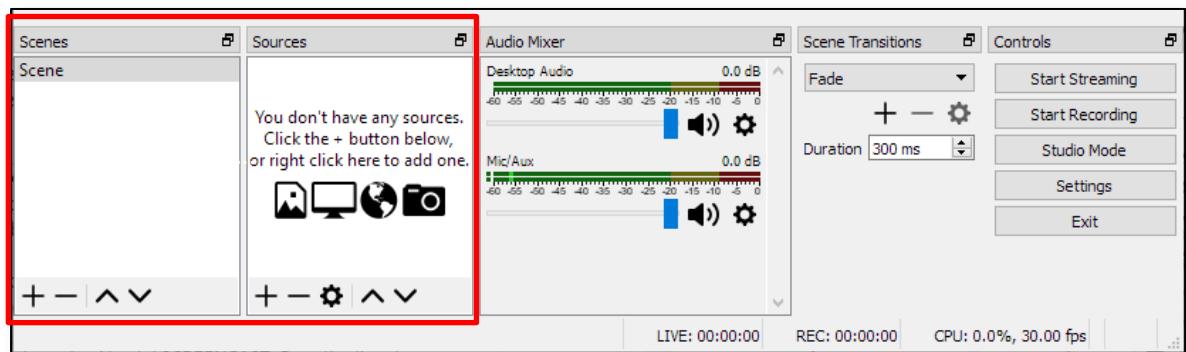 Scenes
Scene
Sources
You don't have any sources.
Click the + button below,
or right click here to add one.
Audio Mixer
Desktop Audio 0.0 dB
-60 -55 -50 -45 -40 -35 -30 -25 -20 -15 -10 -5 0
Mic/Aux 0.0 dB
-60 -55 -50 -45 -40 -35 -30 -25 -20 -15 -10 -5 0
Scene Transitions
Fade
Duration 300 ms
Controls
Start Streaming
Start Recording
Studio Mode
Settings
Exit
LIVE: 00:00:00 REC: 00:00:00 CPU: 0.0%, 30.00 fps